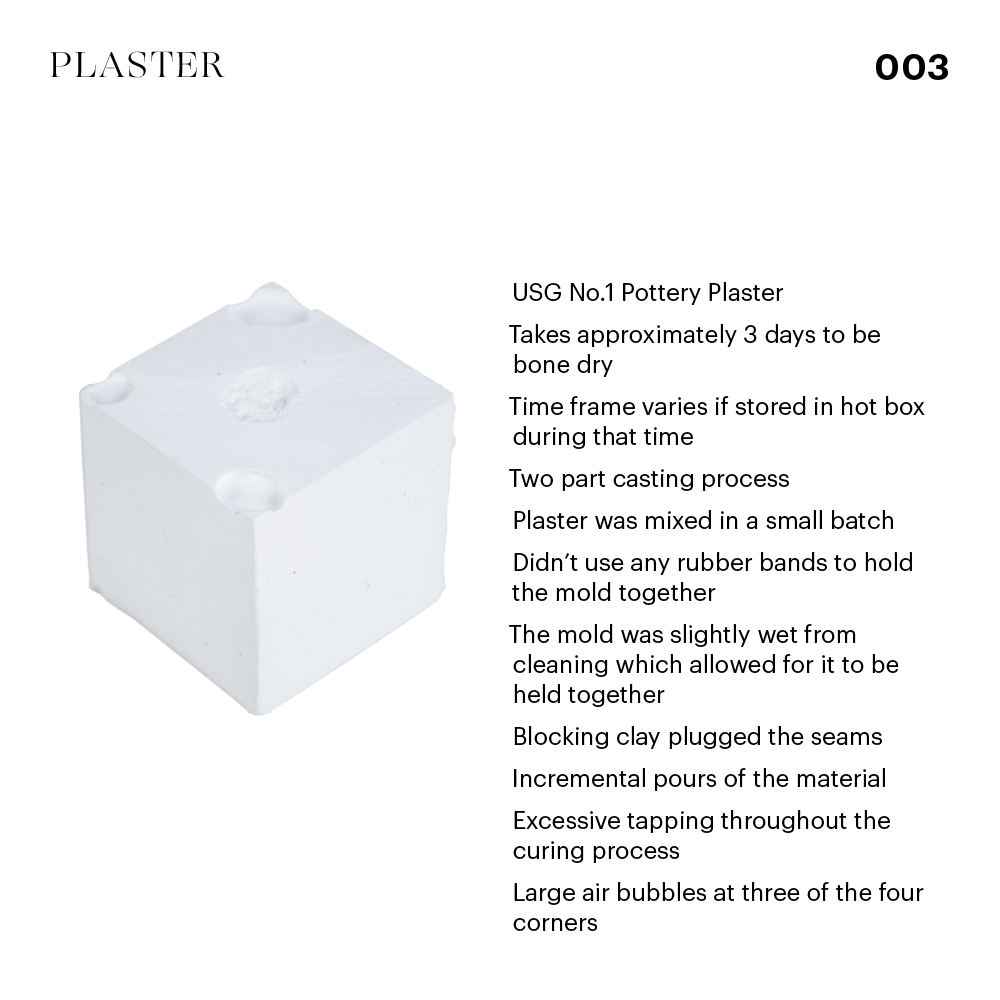 PLASTER
003
USG No.1 Pottery Plaster
Takes approximately 3 days to be
bone dry
Time frame varies if stored in hot box
during that time
Two part casting process
Plaster was mixed in a small batch
Didn’t use any rubber bands to hold
the mold together
The mold was slightly wet from
cleaning which allowed for it to be
held together
Blocking clay plugged the seams
Incremental pours of the material
Excessive tapping throughout the
curing process
Large air bubbles at three of the four
corners